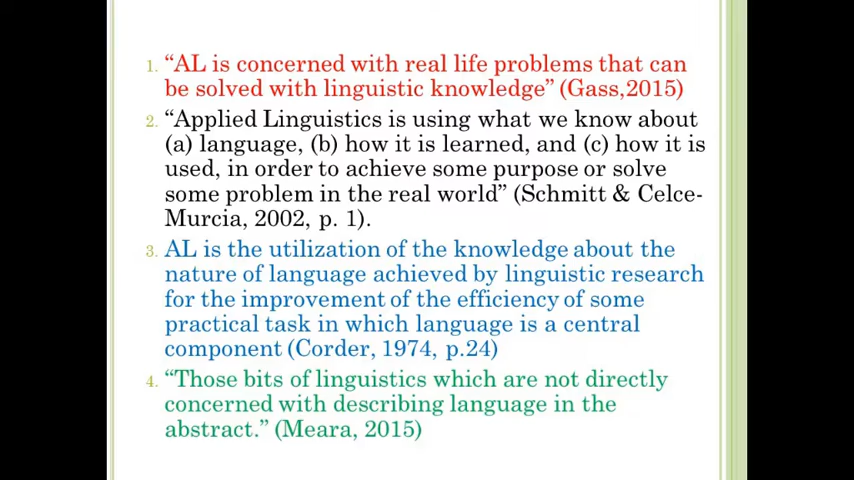 1. “AL is concerned with real life problems that can
be solved with linguistic knowledge” (Gass,2015)
2. “Applied Linguistics is using what we know about
(a) language, (b) how it is learned, and (c) how it is
used, in order to achieve some purpose or solve
some problem in the real world” (Schmitt & Celce-
Murcia, 2002, p. 1).
3. AL is the utilization of the knowledge about the
nature of language achieved by linguistic research
for the improvement of the efficiency of some
practical task in which language is a central
component (Corder, 1974, p.24)
4. “Those bits of linguistics which are not directly
concerned with describing language in the
abstract.” (Meara, 2015)